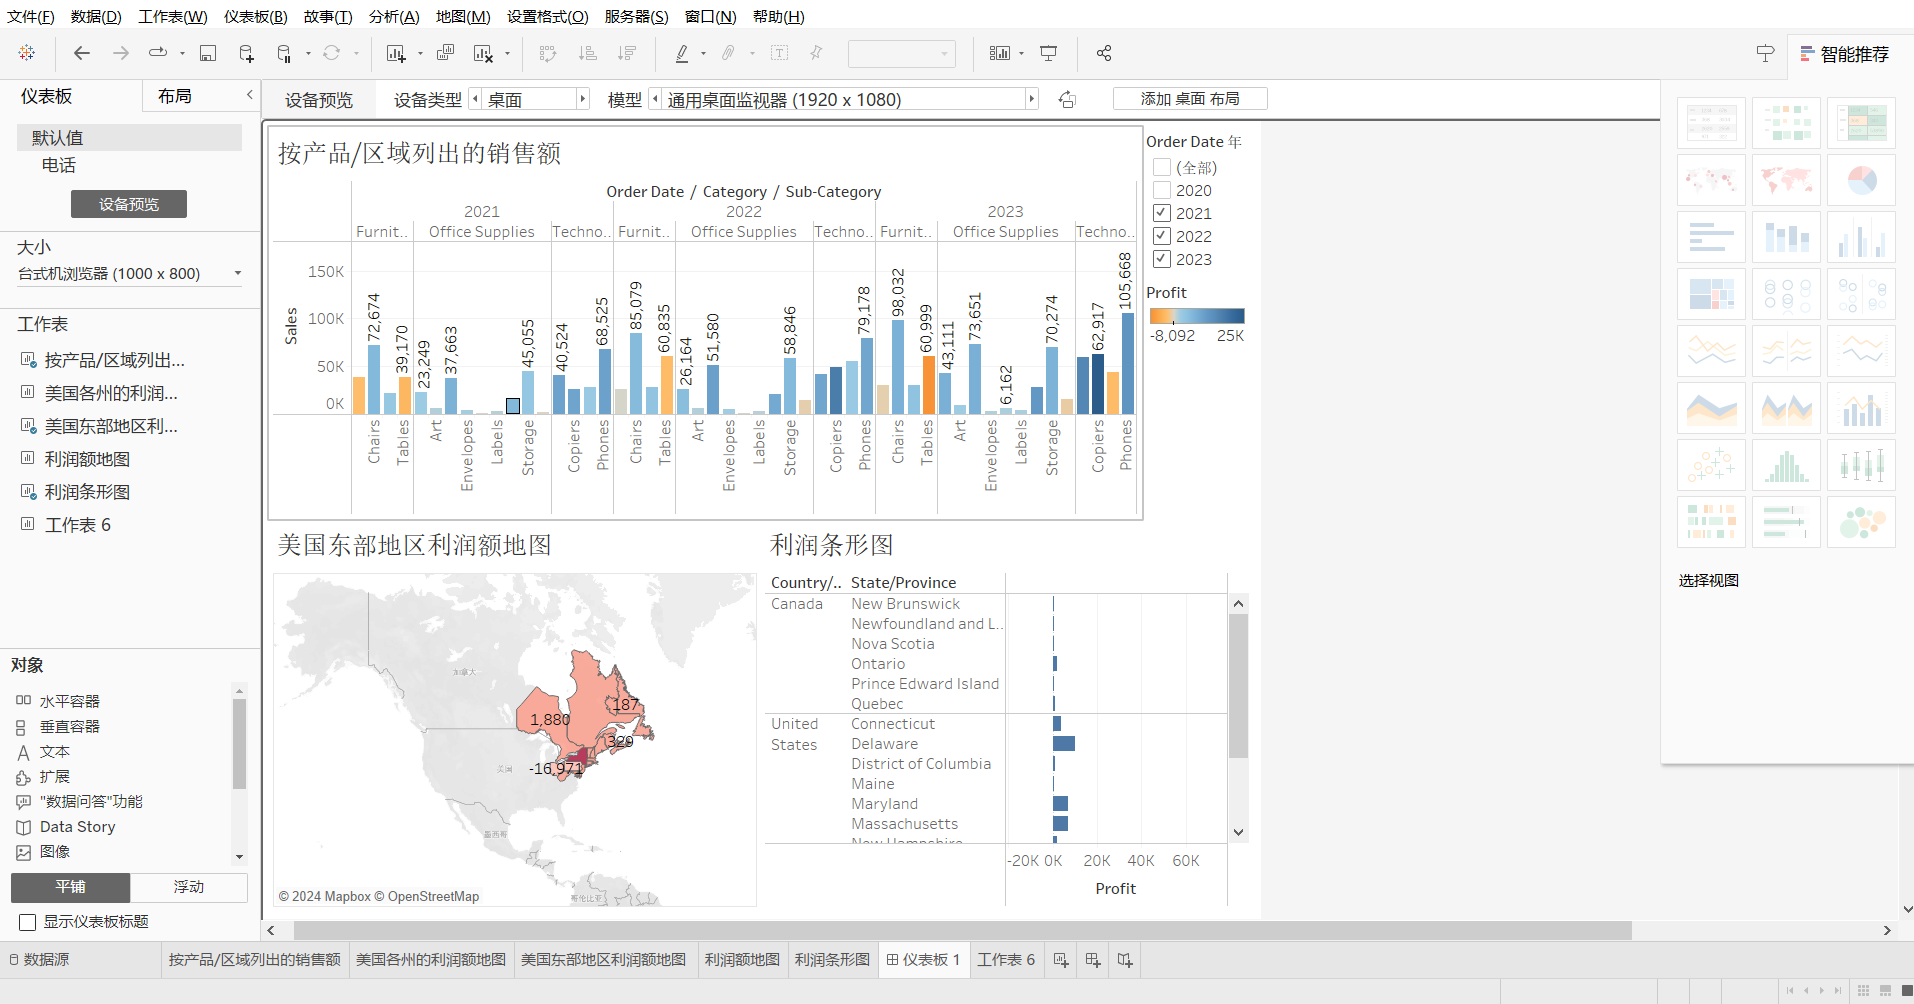 文件(F) 数据(D) 工作表(W) 仪表板(B) 故事(T) 分析(A) 地图(M) 设置格式(O) 服务器(S) 窗口(N) 帮助(H)
智能推荐
仪表板 布局
设备预览 设备类型 桌面 模型 通用桌面监视器 (1920 x 1080) 添加 桌面 布局
默认值
电话
设备预览
大小
台式机浏览器 (1000 x 800)
工作表
按产品/区域列出...
美国各州的利润...
美国东部地区利...
利润额地图
利润条形图
工作表 6
对象
水平容器
垂直容器
文本
扩展
"数据问答"功能
Data Story
图像
平铺 浮动
显示仪表板标题
按产品/区域列出的销售额
Order Date / Category / Sub-Category
2021 2022 2023
Furnit.. Office Supplies Techno.. Furnit.. Office Supplies Techno.. Furnit.. Office Supplies Techno..
Sales
150K
100K
50K
0K
72,674 39,170 23,249 37,663 45,055 40,524 68,525 85,079 60,835 26,164 51,580 58,846 79,178 98,032 60,999 43,111 73,651 6,162 70,274 62,917 105,668
Chairs Tables Art Envelopes Labels Storage Copiers Phones Chairs Tables Art Envelopes Labels Storage Copiers Phones Chairs Tables Art Envelopes Labels Storage Copiers Phones
Order Date 年
(全部)
2020
2021
2022
2023
Profit
-8,092 25K
美国东部地区利润额地图
加拿大
187
1,880
329
美国
-16,971
墨西哥
哥伦比亚
© 2024 Mapbox © OpenStreetMap
利润条形图
Country/.. State/Province
Canada New Brunswick
Newfoundland and L..
Nova Scotia
Ontario
Prince Edward Island
Quebec
United States Connecticut
Delaware
District of Columbia
Maine
Maryland
Massachusetts
New Hampshire
-20K 0K 20K 40K 60K
Profit
选择视图
数据源 按产品/区域列出的销售额 美国各州的利润额地图 美国东部地区利润额地图 利润额地图 利润条形图 仪表板 1 工作表 6